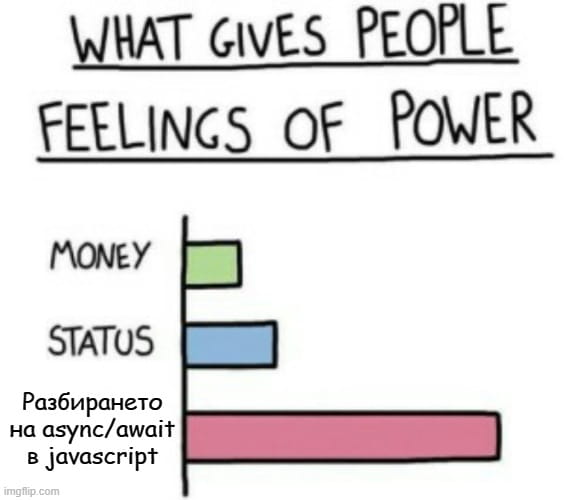 WHAT GIVES PEOPLE
FEELINGS OF POWER
MONEY
STATUS
Разбирането
на async/await
в javascript
imgflip.com